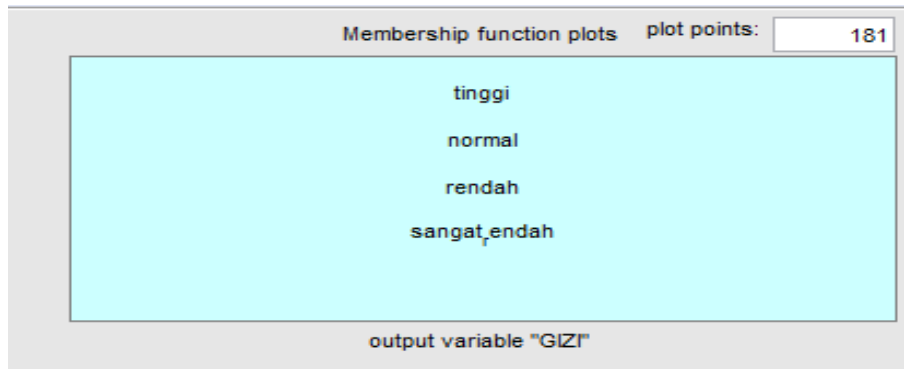 Membership function plots plot points: 181
tinggi
normal
rendah
sangat_rendah
output variable "GIZI"